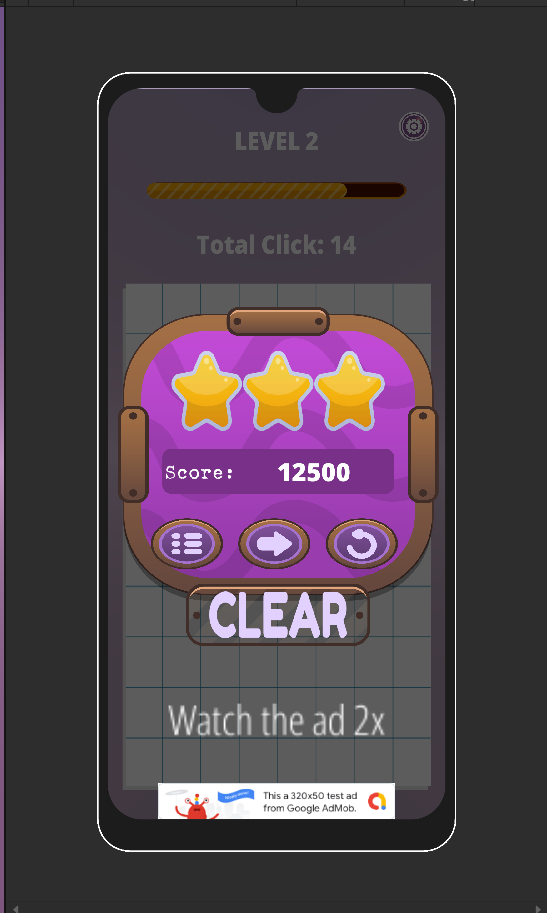 LEVEL 2
Total Click: 14
Score: 12500
CLEAR
Watch the ad 2x
This a 320x50 test ad
from Google AdMob.